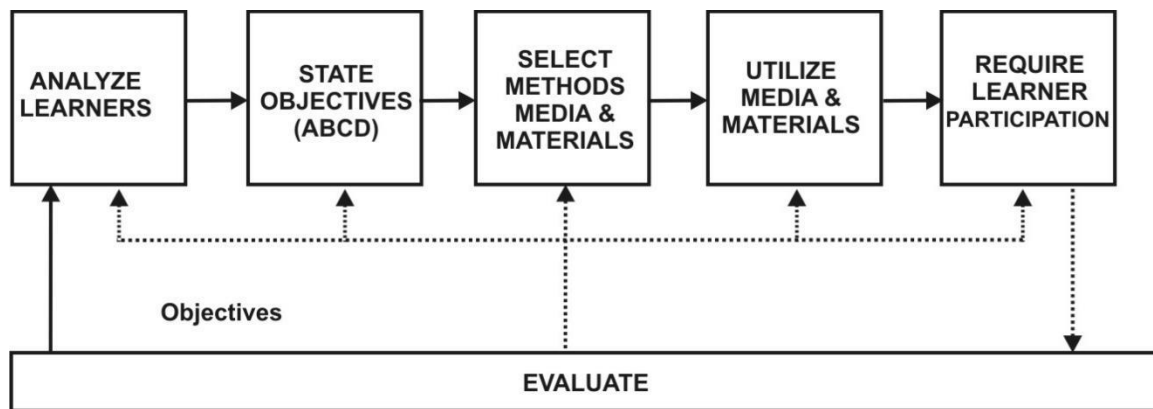 ANALYZE
LEARNERS
STATE
OBJECTIVES
(ABCD)
SELECT
METHODS
MEDIA &
MATERIALS
UTILIZE
MEDIA &
MATERIALS
REQUIRE
LEARNER
PARTICIPATION
Objectives
EVALUATE